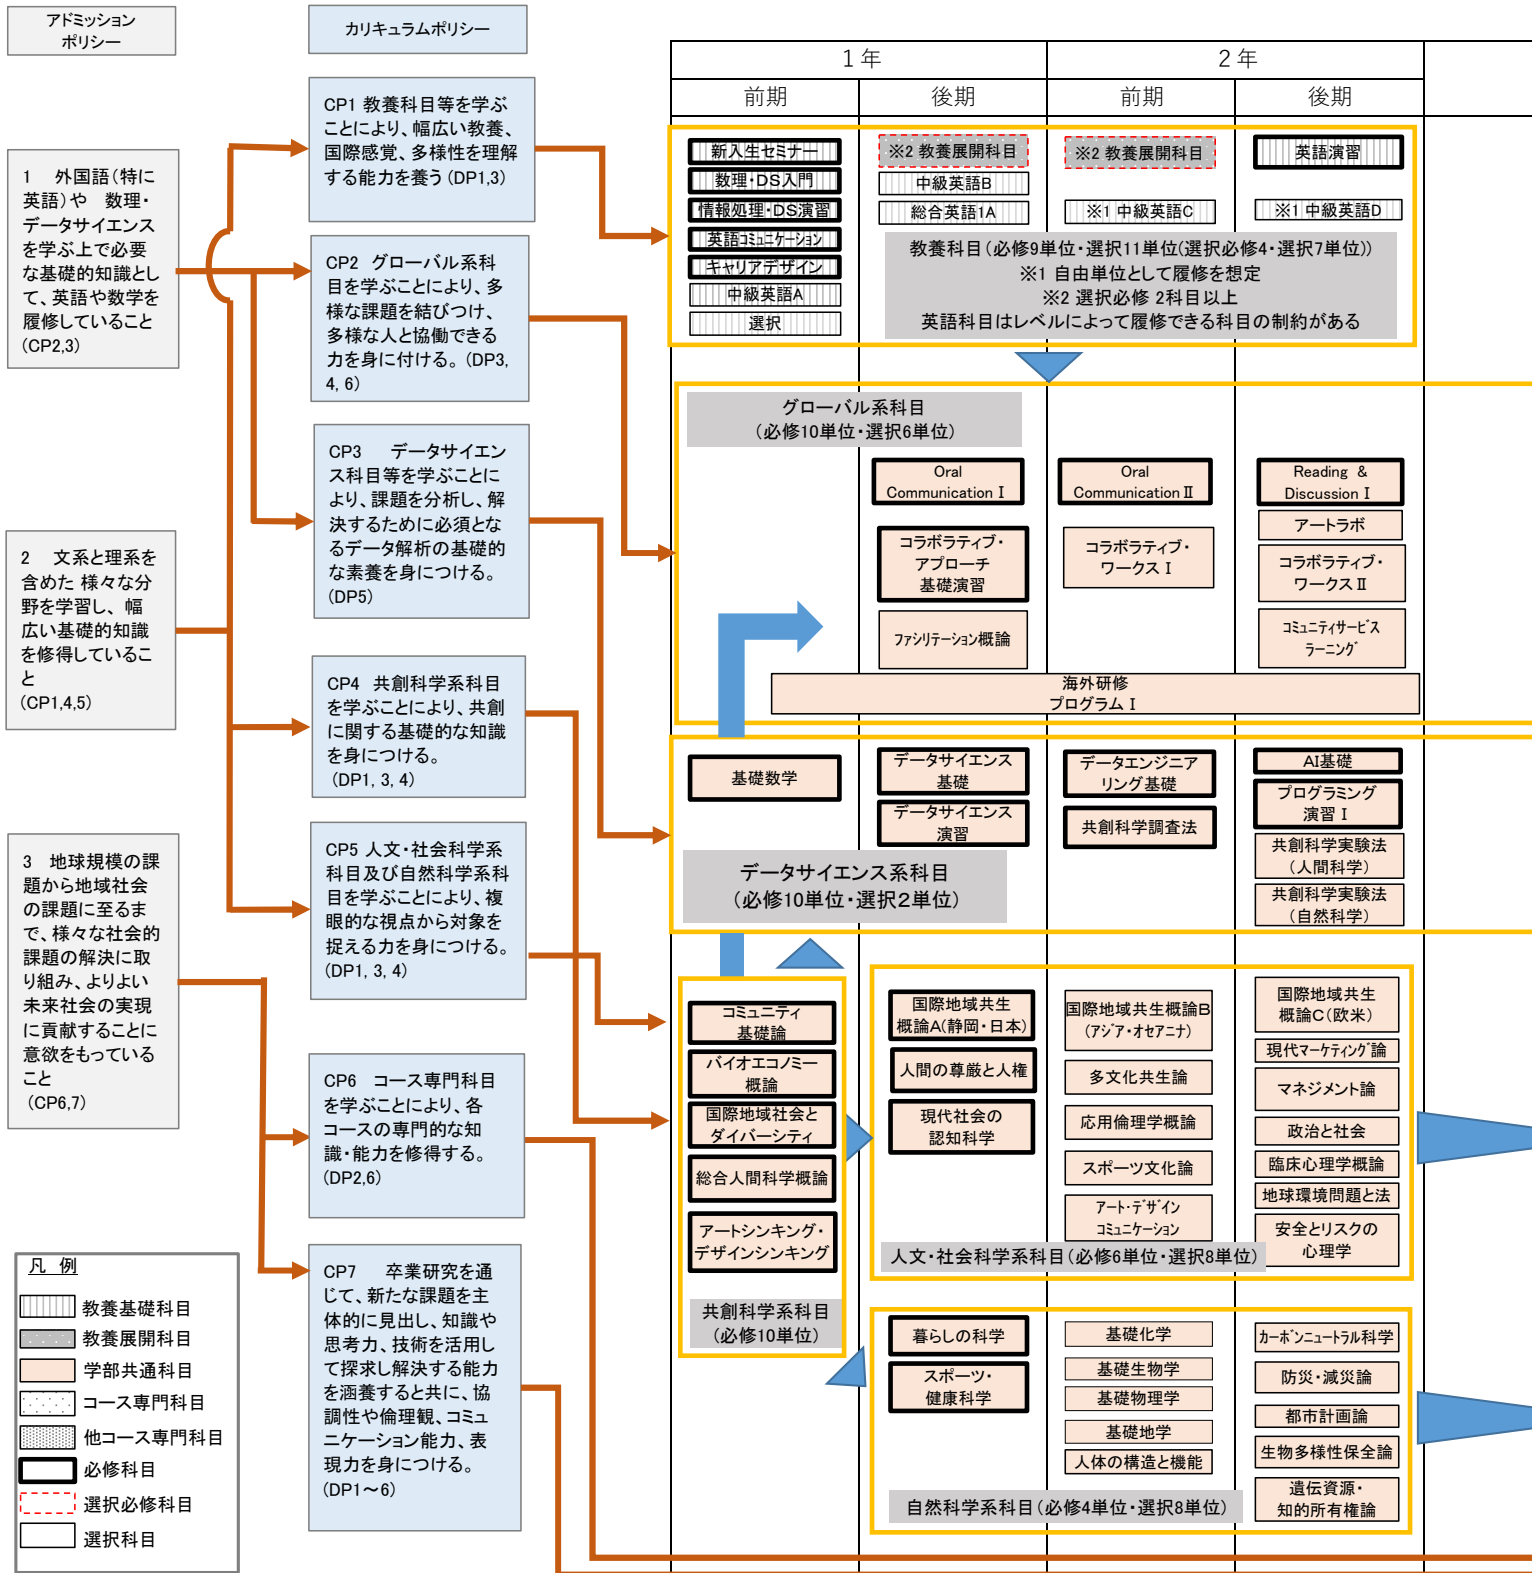 アドミッション
ポリシー
カリキュラムポリシー
1 外国語(特に
英語)や 数理・
データサイエンス
を学ぶ上で必要
な基礎的知識とし
て、英語や数学を
履修していること
(CP2,3)
2 文系と理系を
含めた 様々な分
野を学習し、幅
広い基礎的知識
を修得しているこ
と
(CP1,4,5)
3 地球規模の課
題から地域社会
の課題に至るま
で、様々な社会的
課題の解決に取
り組み、よりよい
未来社会の実現
に貢献することに
意欲をもっている
こと
(CP6,7)
凡 例
教養基礎科目
教養展開科目
学部共通科目
コース専門科目
他コース専門科目
必修科目
選択必修科目
選択科目
CP1 教養科目等を学ぶ
ことにより、幅広い教養、
国際感覚、多様性を理解
する能力を養う(DP1,3)
CP2 グローバル系科
目を学ぶことにより、多
様な課題を結びつけ、
多様な人と協働できる
力を身に付ける。(DP3,
4, 6)
CP3 データサイエン
ス科目等を学ぶことに
より、課題を分析し、解
決するために必須とな
るデータ解析の基礎的
な素養を身につける。
(DP5)
CP4 共創科学系科目
を学ぶことにより、共創
に関する基礎的な知識
を身につける。
(DP1, 3, 4)
CP5 人文・社会科学系
科目及び自然科学系科
目を学ぶことにより、複
眼的な視点から対象を
捉える力を身につける。
(DP1, 3, 4)
CP6 コース専門科目
を学ぶことにより、各
コースの専門的な知
識・能力を修得する。
(DP2,6)
CP7 卒業研究を通
じて、新たな課題を主
体的に見出し、知識や
思考力、技術を活用し
て探求し解決する能力
を涵養すると共に、協
調性や倫理観、コミュ
ニケーション能力、表
現力を身につける。
(DP1～6)
1年
2年
前期
後期
前期
後期
新入生セミナー
数理・DS入門
情報処理・DS演習
英語コミュニケーション
キャリアデザイン
中級英語A
選択
※2 教養展開科目
中級英語B
総合英語1A
※2 教養展開科目
※1 中級英語C
英語演習
※1 中級英語D
教養科目(必修9単位・選択11単位(選択必修4・選択7単位))
※1 自由単位として履修を想定
※2 選択必修 2科目以上
英語科目はレベルによって履修できる科目の制約がある
グローバル系科目
(必修10単位・選択6単位)
Oral
Communication Ⅰ
コラボラティブ・
アプローチ
基礎演習
ファシリテーション概論
Oral
Communication Ⅱ
コラボラティブ・
ワークス Ⅰ
Reading &
Discussion Ⅰ
アートラボ
コラボラティブ・
ワークス Ⅱ
コミュニティサービス
ラーニング
海外研修
プログラム Ⅰ
基礎数学
データサイエンス
基礎
データサイエンス
演習
データエンジニア
リング基礎
共創科学調査法
AI基礎
プログラミング
演習 Ⅰ
共創科学実験法
(人間科学)
共創科学実験法
(自然科学)
データサイエンス系科目
(必修10単位・選択2単位)
コミュニティ
基礎論
バイオエコノミー
概論
国際地域社会と
ダイバーシティ
総合人間科学概論
アートシンキング・
デザインシンキング
共創科学系科目
(必修10単位)
国際地域共生
概論A(静岡・日本)
人間の尊厳と人権
現代社会の
認知科学
国際地域共生概論B
(アジア・オセアニナ)
多文化共生論
応用倫理学概論
スポーツ文化論
アート・デザイン
コミュニケーション
国際地域共生
概論C(欧米)
現代マーケティング論
マネジメント論
政治と社会
臨床心理学概論
地球環境問題と法
安全とリスクの
心理学
人文・社会科学系科目(必修6単位・選択8単位)
暮らしの科学
スポーツ・
健康科学
基礎化学
基礎生物学
基礎物理学
基礎地学
人体の構造と機能
カーボンニュートラル科学
防災・減災論
都市計画論
生物多様性保全論
遺伝資源・
知的所有権論
自然科学系科目(必修4単位・選択8単位)